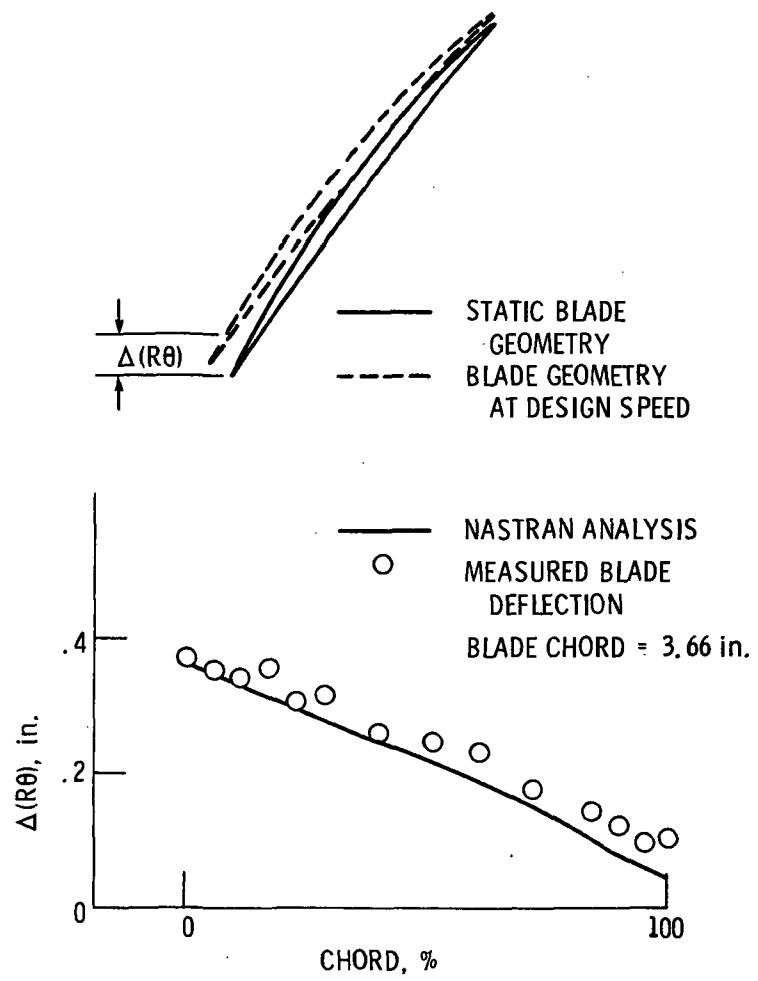 Δ(Rθ)
STATIC BLADE
GEOMETRY
BLADE GEOMETRY
AT DESIGN SPEED
NASTRAN ANALYSIS
MEASURED BLADE
DEFLECTION
BLADE CHORD = 3.66 in.
.4
.2
0
Δ(Rθ), in.
0
100
CHORD, %